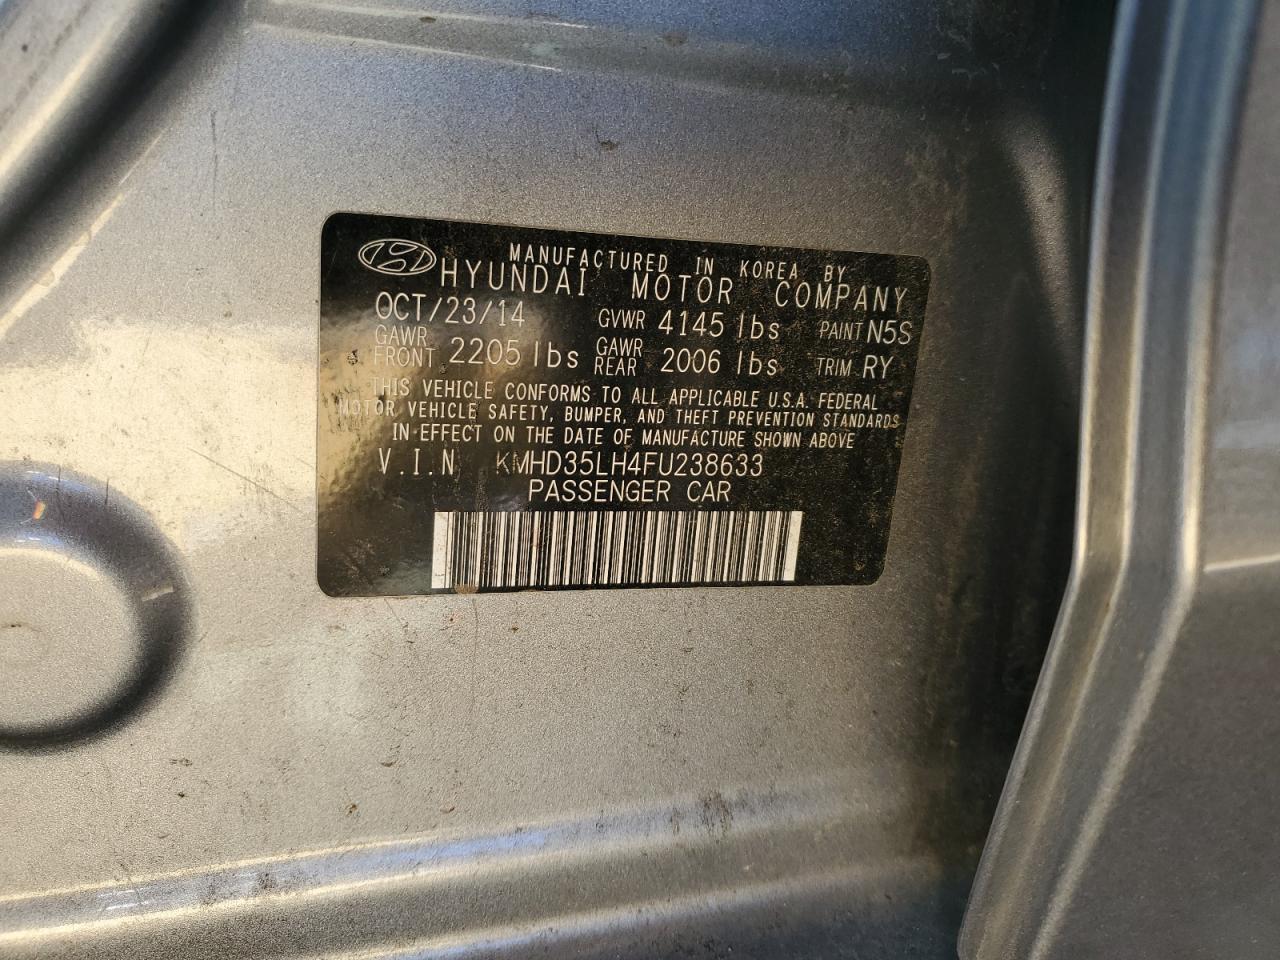 MANUFACTURED IN KOREA BY
HYUNDAI MOTOR COMPANY
OCT/23/14 GVWR 4145 lbs PAINT N5S
GAWR FRONT 2205 lbs GAWR REAR 2006 lbs TRIM RY
THIS VEHICLE CONFORMS TO ALL APPLICABLE U.S.A. FEDERAL
MOTOR VEHICLE SAFETY, BUMPER, AND THEFT PREVENTION STANDARDS
IN EFFECT ON THE DATE OF MANUFACTURE SHOWN ABOVE
V.I.N KMHD35LH4FU238633
PASSENGER CAR